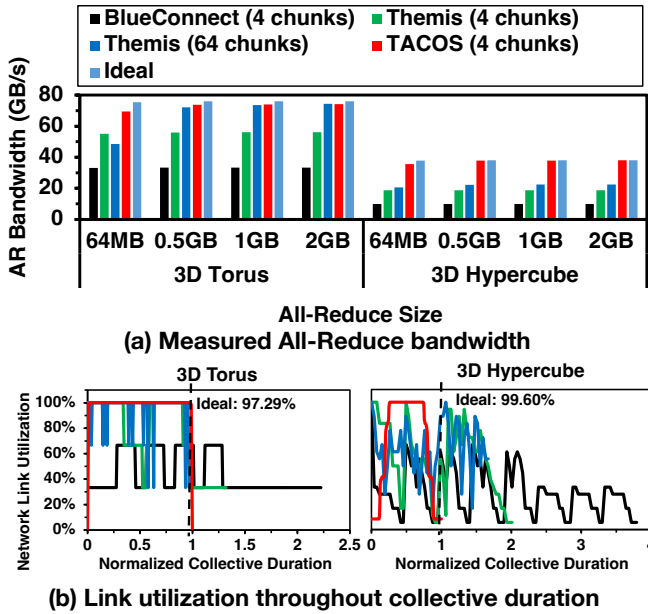 BlueConnect (4 chunks) Themis (4 chunks)
Themis (64 chunks) TACOS (4 chunks)
Ideal
AR Bandwidth (GB/s)
80
60
40
20
0
64MB 0.5GB 1GB 2GB 64MB 0.5GB 1GB 2GB
3D Torus 3D Hypercube
All-Reduce Size
(a) Measured All-Reduce bandwidth
3D Torus 3D Hypercube
Network Link Utilization
100%
80%
60%
40%
20%
0%
Ideal: 97.29% Ideal: 99.60%
0 0.5 1 1.5 2 2.5 0 1 2 3 4
Normalized Collective Duration Normalized Collective Duration
(b) Link utilization throughout collective duration